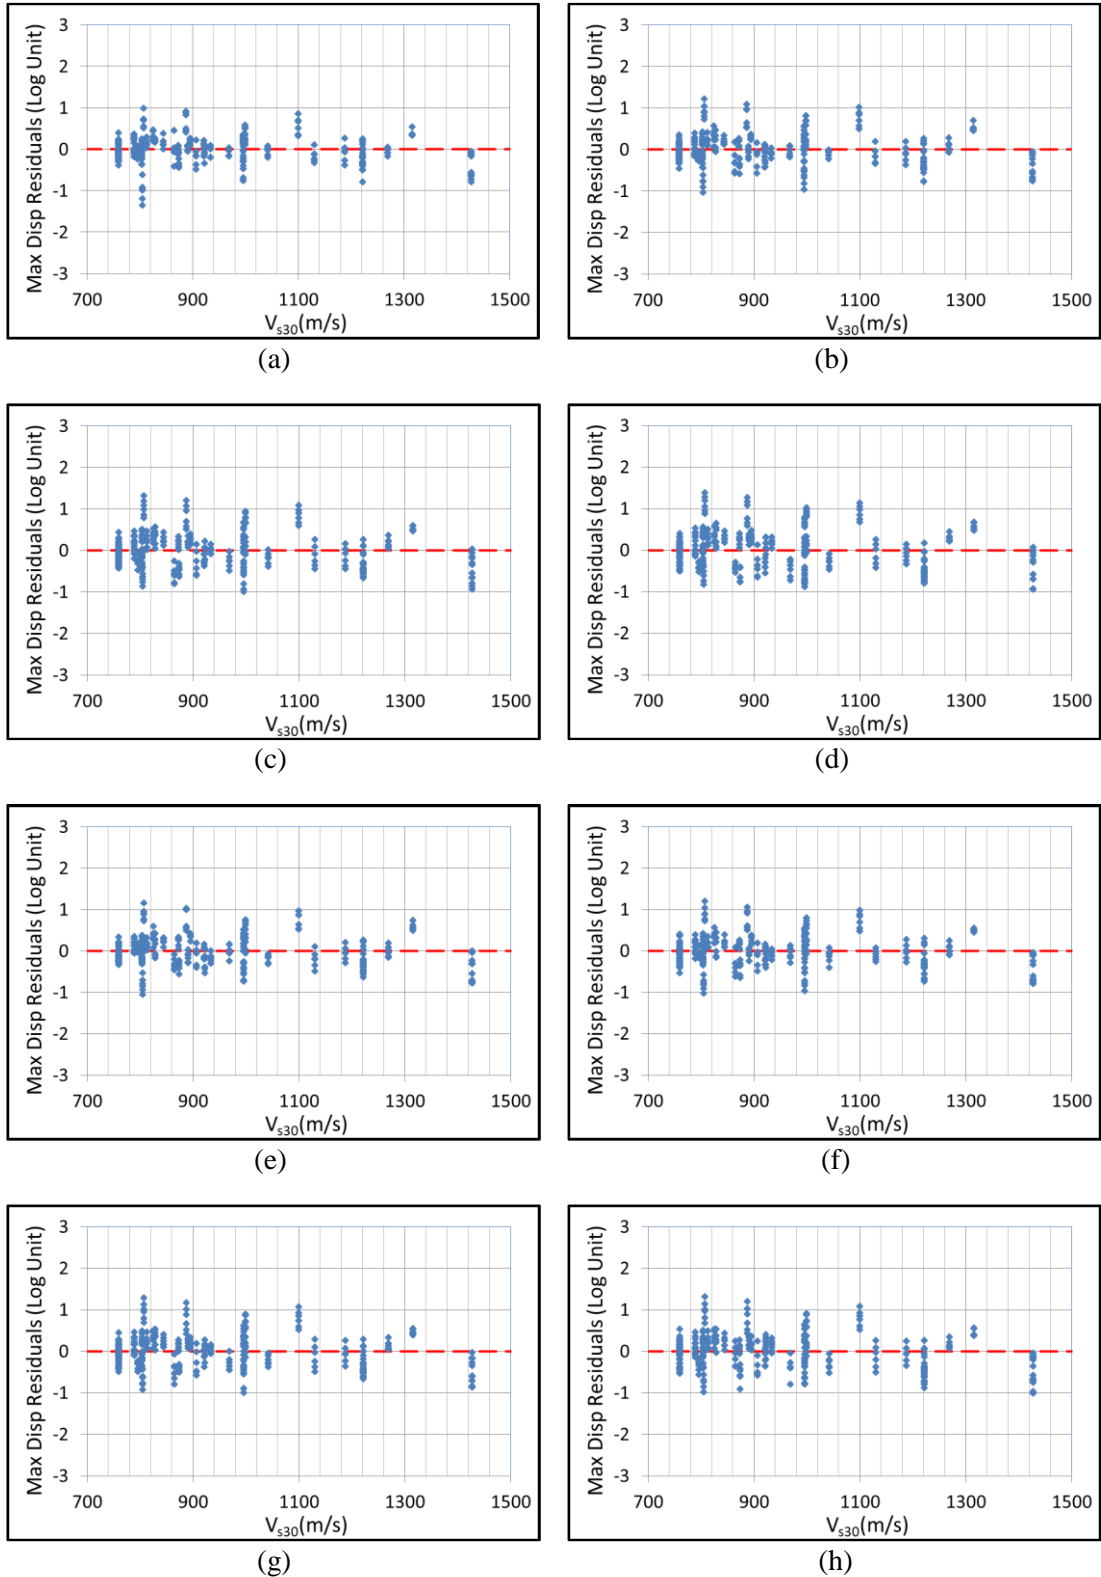 Max Disp Residuals (Log Unit)
3
2
1
0
-1
-2
-3
700 900 1100 1300 1500
Vs30(m/s)
(a)
Max Disp Residuals (Log Unit)
3
2
1
0
-1
-2
-3
700 900 1100 1300 1500
Vs30(m/s)
(b)
Max Disp Residuals (Log Unit)
3
2
1
0
-1
-2
-3
700 900 1100 1300 1500
Vs30(m/s)
(c)
Max Disp Residuals (Log Unit)
3
2
1
0
-1
-2
-3
700 900 1100 1300 1500
Vs30(m/s)
(d)
Max Disp Residuals (Log Unit)
3
2
1
0
-1
-2
-3
700 900 1100 1300 1500
Vs30(m/s)
(e)
Max Disp Residuals (Log Unit)
3
2
1
0
-1
-2
-3
700 900 1100 1300 1500
Vs30(m/s)
(f)
Max Disp Residuals (Log Unit)
3
2
1
0
-1
-2
-3
700 900 1100 1300 1500
Vs30(m/s)
(g)
Max Disp Residuals (Log Unit)
3
2
1
0
-1
-2
-3
700 900 1100 1300 1500
Vs30(m/s)
(h)